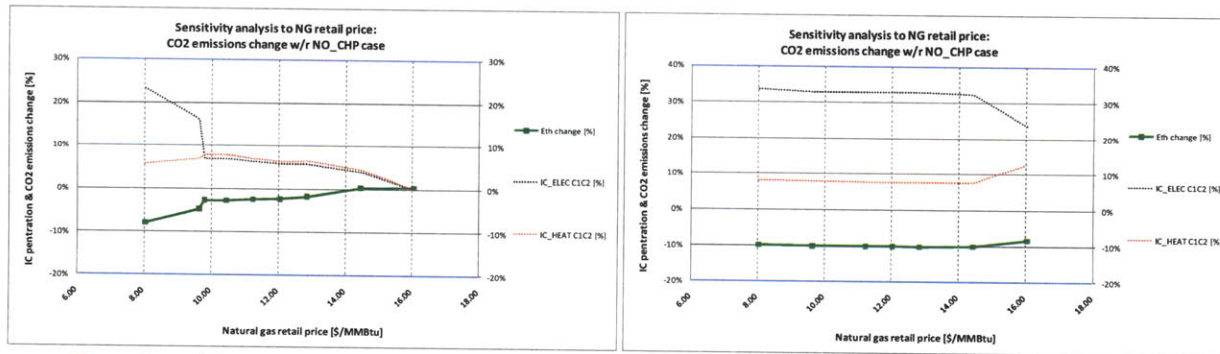 Sensitivity analysis to NG retail price:
CO2 emissions change w/r NO_CHP case
IC pentration & CO2 emissions change [%]
30%
20%
10%
0%
-10%
-20%
30%
20%
10%
0%
-10%
-20%
6.00
8.00
10.00
12.00
14.00
16.00
18.00
Natural gas retail price [$/MMBtu]
Eth change [%]
IC_ELEC C1C2 [%]
IC_HEAT C1C2 [%]
Sensitivity analysis to NG retail price:
CO2 emissions change w/r NO_CHP case
IC pentration & CO2 emissions change [%]
40%
30%
20%
10%
0%
-10%
-20%
40%
30%
20%
10%
0%
-10%
-20%
6.00
8.00
10.00
12.00
14.00
16.00
18.00
Natural gas retail price [$/MMBtu]
Eth change [%]
IC_ELEC C1C2 [%]
IC_HEAT C1C2 [%]